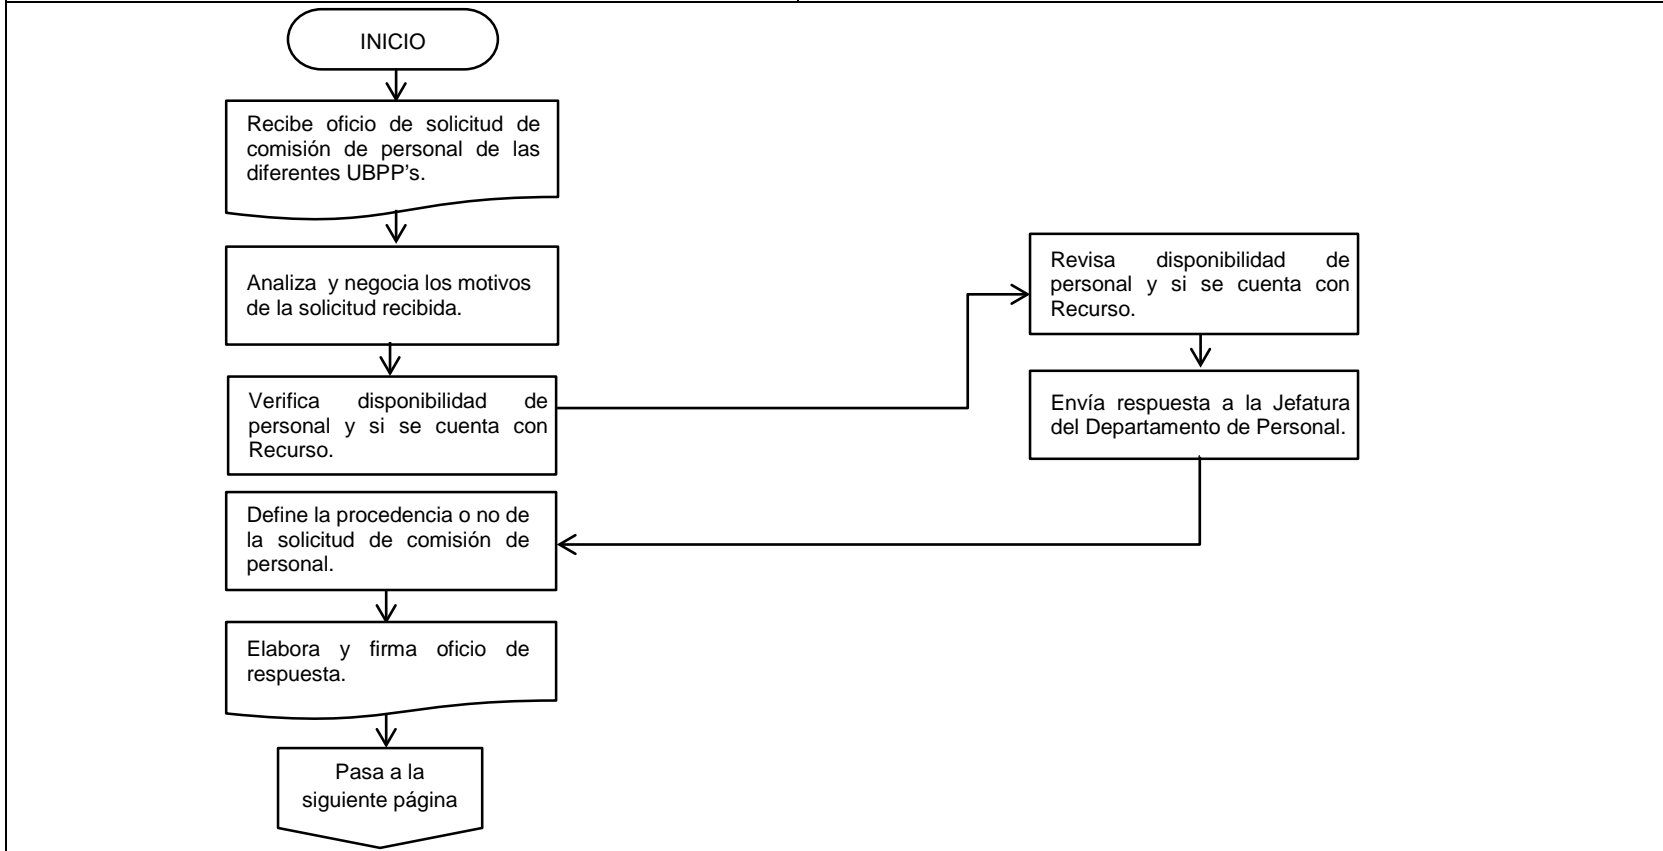 INICIO
Recibe oficio de solicitud de
comisión de personal de las
diferentes UBPP's.
Analiza y negocia los motivos
de la solicitud recibida.
Verifica disponibilidad de
personal y si se cuenta con
Recurso.
Revisa disponibilidad de
personal y si se cuenta con
Recurso.
Envía respuesta a la Jefatura
del Departamento de Personal.
Define la procedencia o no de
la solicitud de comisión de
personal.
Elabora y firma oficio de
respuesta.
Pasa a la
siguiente página